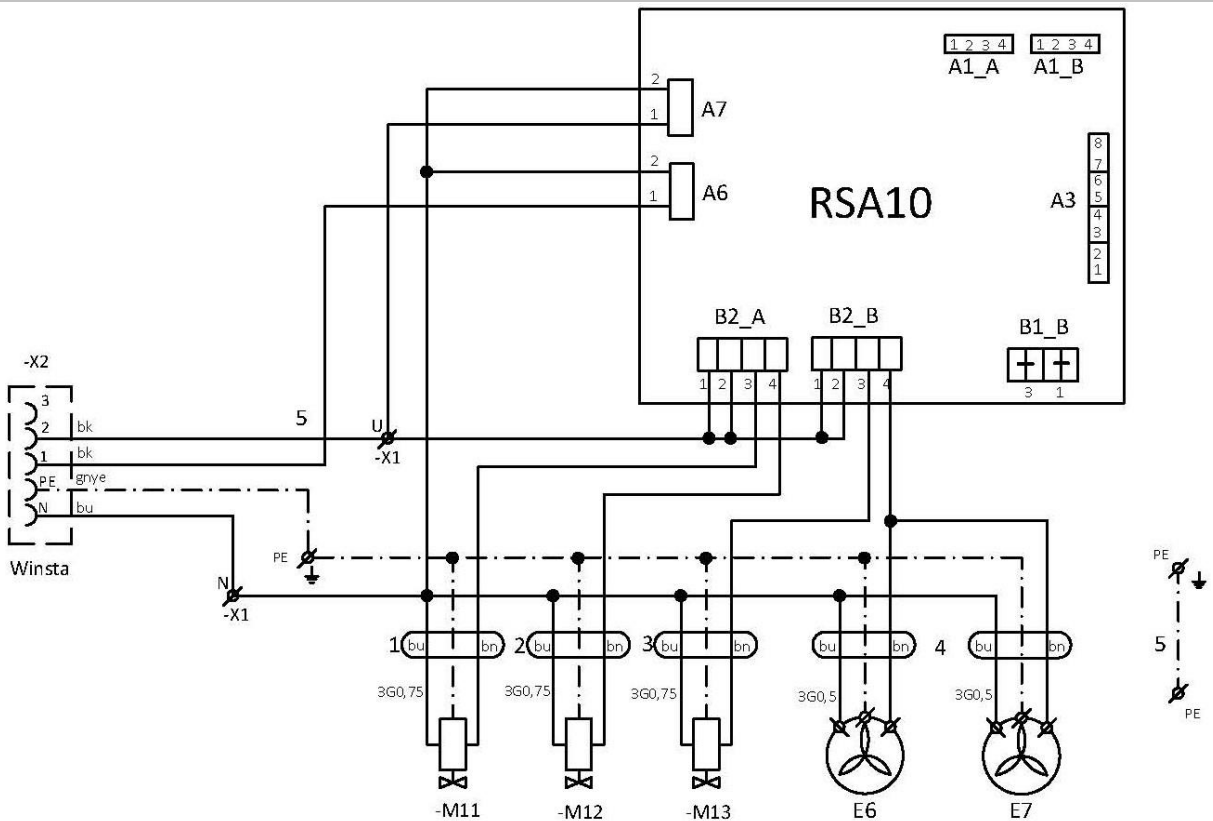 1 2 3 4 1 2 3 4
A1_A A1_B
2
A7
1
2
A6
1
RSA10
A3
8
7
6
5
4
3
2
1
B2_A B2_B B1_B
1 2 3 4 1 2 3 4 3 1
-X2
3
2 bk
5
U
-X1
1 bk
PE gnye
N bu
Winsta
PE
N
-X1
PE
1 bu bn 2 bu bn 3 bu bn bu bn 4 bu bn 5
3G0,75 3G0,75 3G0,75 3G0,5 3G0,5
PE
-M11 -M12 -M13 E6 E7